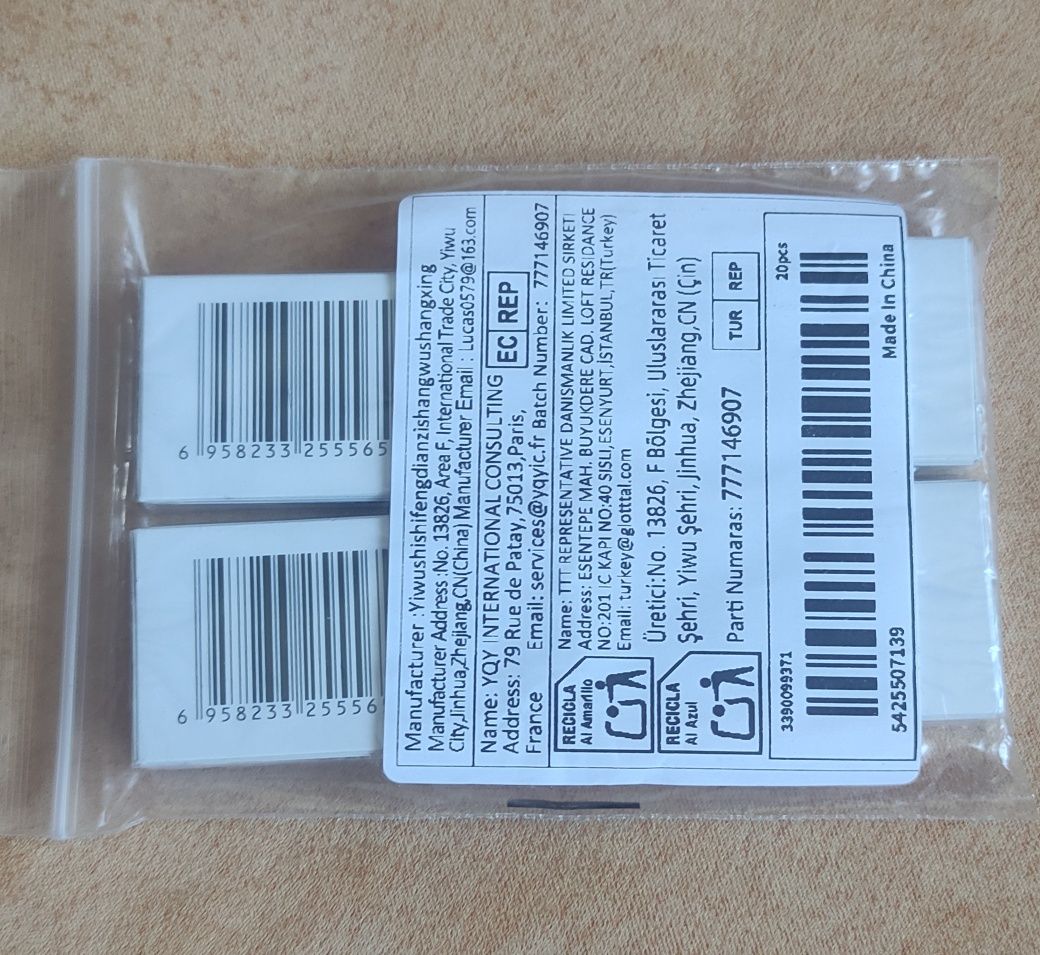 Manufacturer :Yiwushishifengdianzishangwushangxing
Manufacturer Address :No. 13826, Area F, International Trade City, Yiwu
City,Jinhua,Zhejiang,CN(China) Manufacturer Email : Lucas0579@163.com
Name: YQY INTERNATIONAL CONSULTING
Address: 79 Rue de Patay,75013,Paris,
France Email: services@yqyic.fr Batch Number: 777146907
EC REP
Name: TTT REPRESENTATIVE DANISMANLIK LIMITED SIRKETI
Address: ESENTEPE MAH. BUYUKDERE CAD. LOFT RESIDANCE
NO:201 IC KAPI NO:40 SISLI,ESENYURT,İSTANBUL,TR(Turkey)
Email: turkey@glotttal.com
RECICLA
Al Amarillo
Üretici:No. 13826, F Bölgesi, Uluslararası Ticaret
Şehri, Yiwu Şehri,Jinhua, Zhejiang,CN (Çin)
RECICLA
Al Azul
Parti Numarası: 777146907
TUR REP
3390099371
20pcs
5425507139
Made In China
6 958233 255565
6 958233 25556